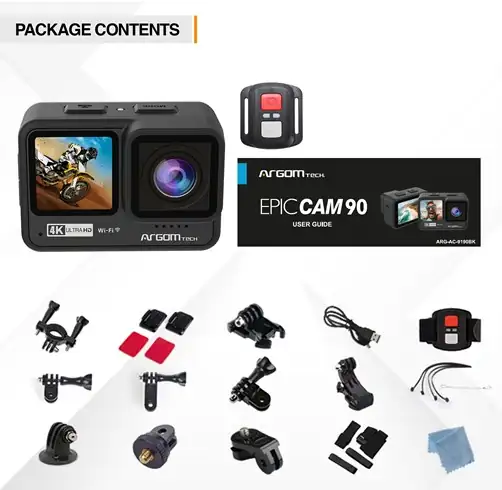 PACKAGE CONTENTS
ARGOM TECH
EPIC CAM 90
USER GUIDE
ARG-AC-9190BK
4K ULTRA HD Wi-Fi
ARGOM TECH